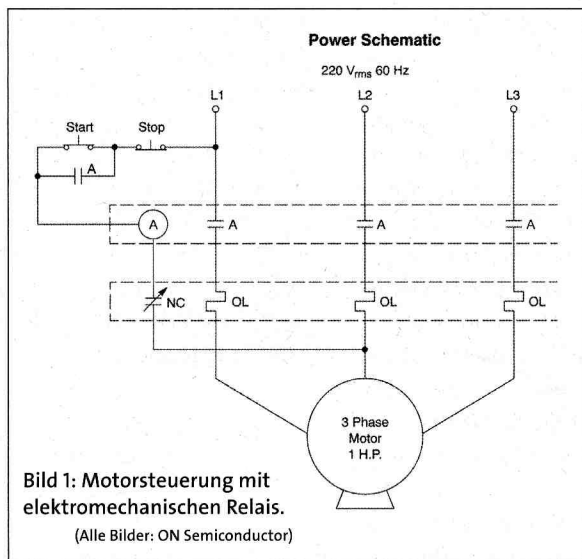 Power Schematic
220 Vrms 60 Hz
L1 L2 L3
Start Stop
A
A A A A
NC OL OL OL
3 Phase
Motor
1 H.P.
Bild 1: Motorsteuerung mit
elektromechanischen Relais.
(Alle Bilder: ON Semiconductor)